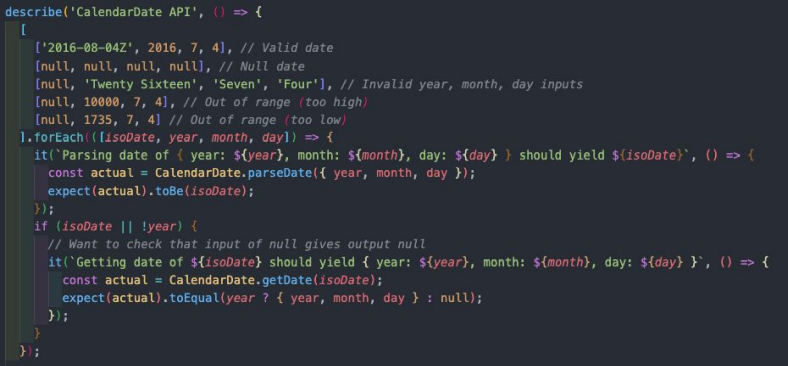 describe('CalendarDate API', () => {
  [
    ['2016-08-04Z', 2016, 7, 4], // Valid date
    [null, null, null, null], // Null date
    [null, 'Twenty Sixteen', 'Seven', 'Four'], // Invalid year, month, day inputs
    [null, 10000, 7, 4], // Out of range (too high)
    [null, 1735, 7, 4] // Out of range (too low)
  ].forEach(([isoDate, year, month, day]) => {
    it(`Parsing date of { year: ${year}, month: ${month}, day: ${day} } should yield ${isoDate}`, () => {
      const actual = CalendarDate.parseDate({ year, month, day });
      expect(actual).toBe(isoDate);
    });
    if (isoDate || !year) {
      // Want to check that input of null gives output null
      it(`Getting date of ${isoDate} should yield { year: ${year}, month: ${month}, day: ${day} }`, () => {
        const actual = CalendarDate.getDate(isoDate);
        expect(actual).toEqual(year ? { year, month, day } : null);
      });
    }
  });